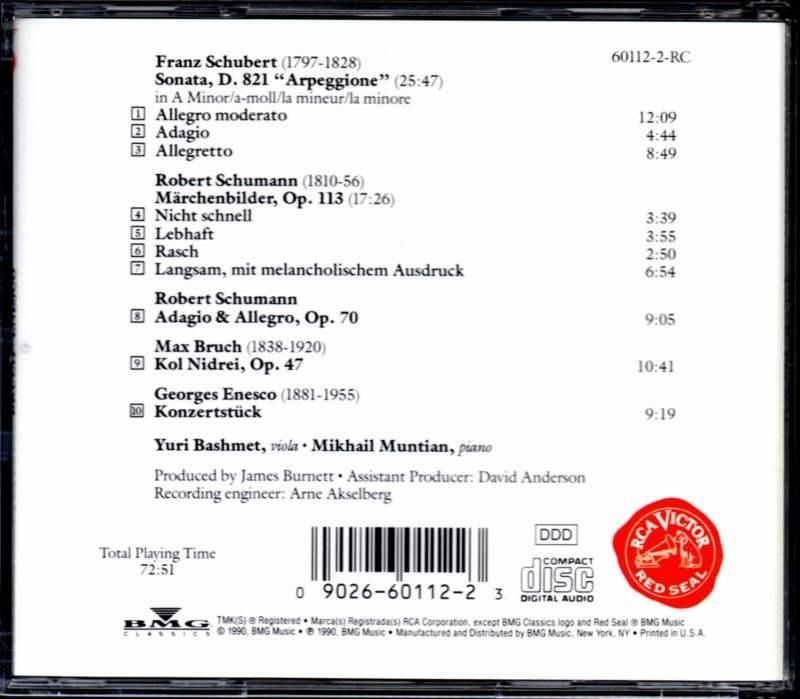 60112-2-RC
Franz Schubert (1797-1828)
Sonata, D. 821 “Arpeggione” (25:47)
in A Minor/a-moll/la mineur/la minore
1 Allegro moderato 12:09
2 Adagio 4:44
3 Allegretto 8:49
Robert Schumann (1810-56)
Märchenbilder, Op. 113 (17:26)
4 Nicht schnell 3:39
5 Lebhaft 3:55
6 Rasch 2:50
7 Langsam, mit melancholischem Ausdruck 6:54
Robert Schumann
8 Adagio & Allegro, Op. 70 9:05
Max Bruch (1838-1920)
9 Kol Nidrei, Op. 47 10:41
Georges Enesco (1881-1955)
10 Konzertstück 9:19
Yuri Bashmet, viola · Mikhail Muntian, piano
Produced by James Burnett • Assistant Producer: David Anderson
Recording engineer: Arne Akselberg
Total Playing Time
72:51
0 9026-60112-2 3
DDD
COMPACT
disc
DIGITAL AUDIO
RCA VICTOR
RED SEAL
BMG
CLASSICS
TMK(S) ® Registered • Marca(s) Registrada(s) RCA Corporation, except BMG Classics logo and Red Seal ® BMG Music
© 1990, BMG Music • ℗ 1990, BMG Music • Manufactured and Distributed by BMG Music, New York, NY • Printed in U.S.A.